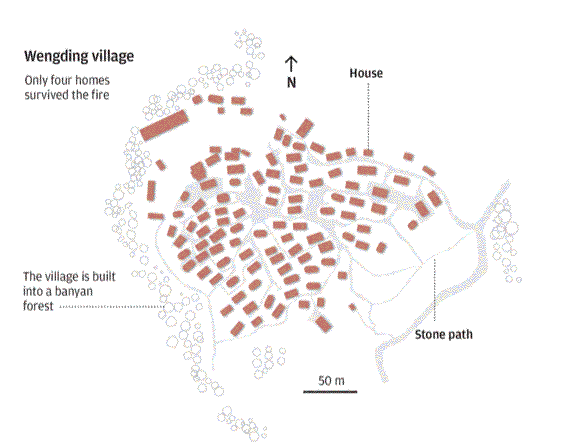 Wengding village
Only four homes
survived the fire
N
House
The village is built
into a banyan
forest
Stone path
50 m